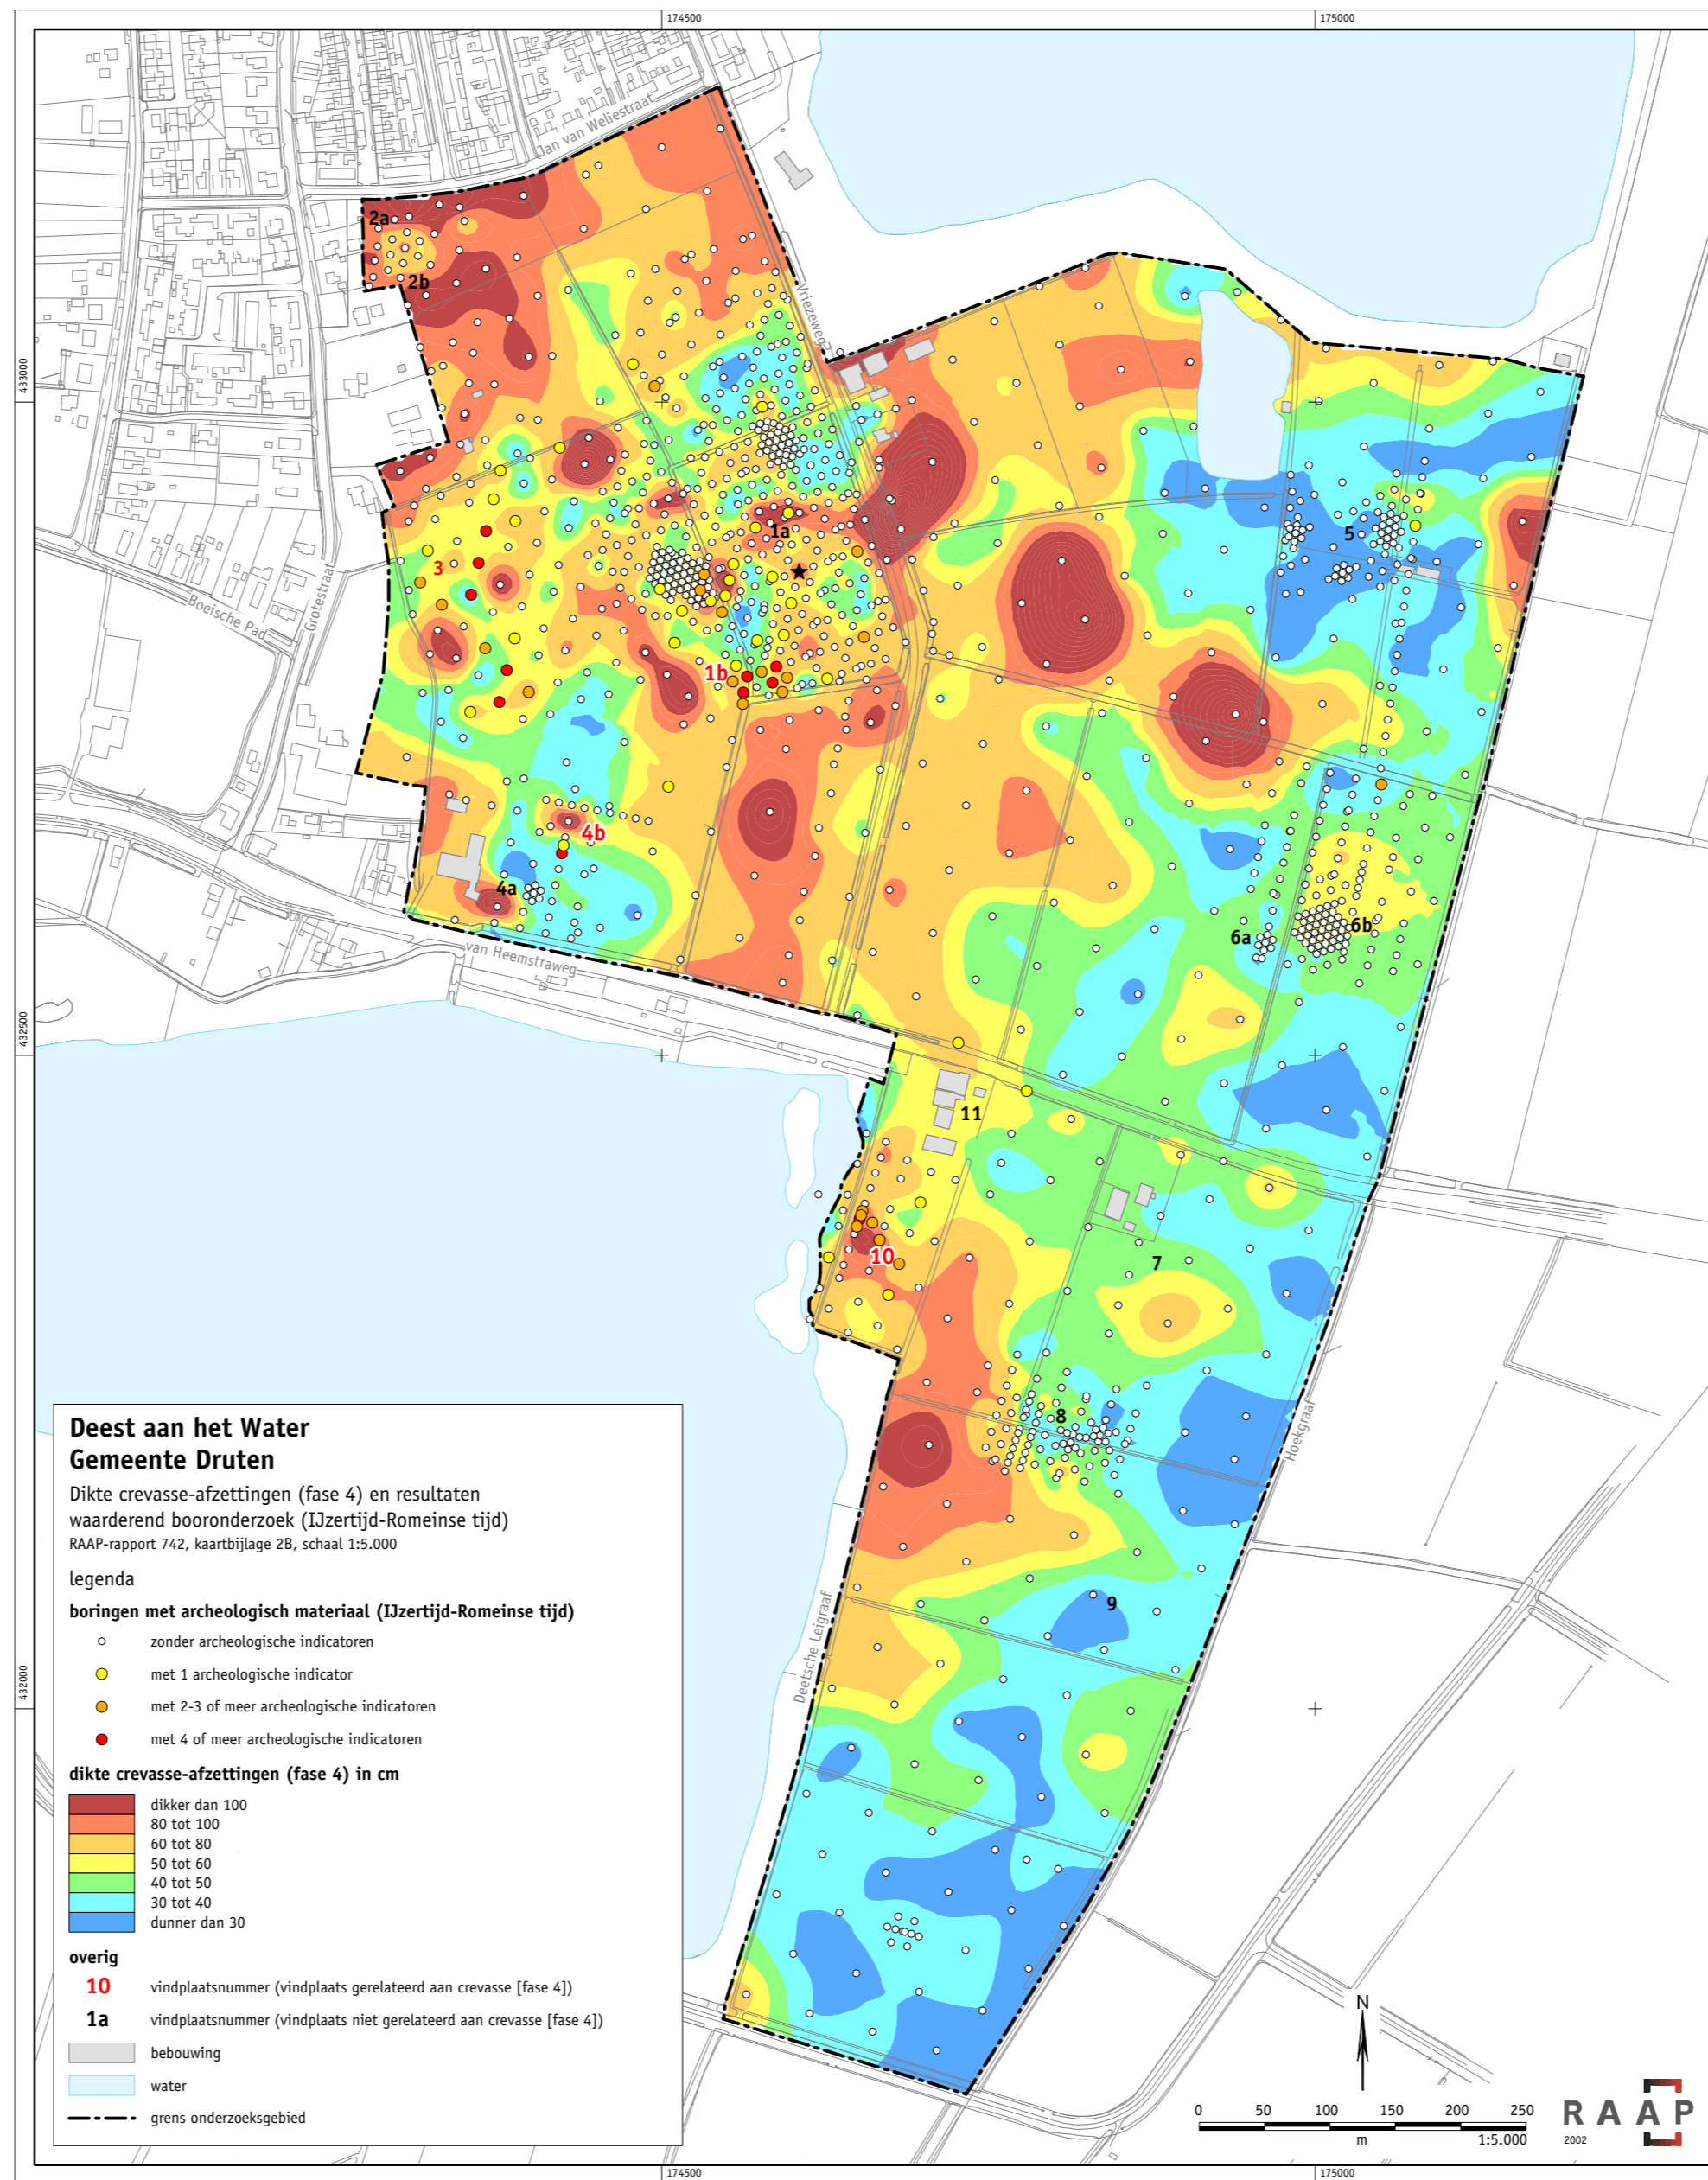 174500
175000
Jan van Weliestraat
2a
2b
Vriezeweg
433000
1a
3
5
Boeische Pad
Grotestraat
1b
4b
4a
6a
6b
van Heemstraweg
432500
11
10
7
8
Hoekgraaf
9
Deetsche Leigraaf
432000
Deest aan het Water
Gemeente Druten
Dikte crevasse-afzettingen (fase 4) en resultaten
waarderend booronderzoek (IJzertijd-Romeinse tijd)
RAAP-rapport 742, kaartbijlage 2B, schaal 1:5.000
legenda
boringen met archeologisch materiaal (IJzertijd-Romeinse tijd)
zonder archeologische indicatoren
met 1 archeologische indicator
met 2-3 of meer archeologische indicatoren
met 4 of meer archeologische indicatoren
dikte crevasse-afzettingen (fase 4) in cm
dikker dan 100
80 tot 100
60 tot 80
50 tot 60
40 tot 50
30 tot 40
dunner dan 30
overig
10 vindplaatsnummer (vindplaats gerelateerd aan crevasse [fase 4])
1a vindplaatsnummer (vindplaats niet gerelateerd aan crevasse [fase 4])
bebouwing
water
grens onderzoeksgebied
N
0 50 100 150 200 250
m 1:5.000
RAAP
2002
174500
175000